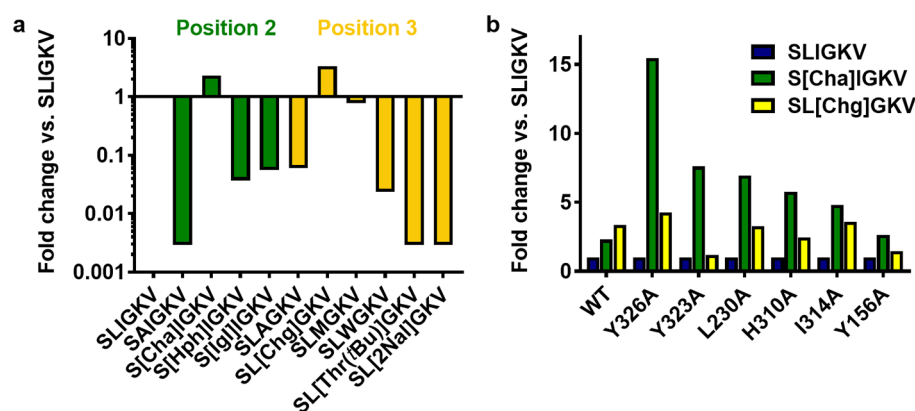 a
Position 2 Position 3
Fold change vs. SLIGKV
10
1
0.1
0.01
0.001
SLIGKV
SAIGKV
S[Cha]IGKV
S[Hph]IGKV
S[Igl]IGKV
SLAGKV
SL[Chg]GKV
SLMGKV
SLWGKV
SL[Thr(tBu)]GKV
SL[2Nal]GKV
b
Fold change vs. SLIGKV
15
10
5
0
SLIGKV
S[Cha]IGKV
SL[Chg]GKV
WT
Y326A
Y323A
L230A
H310A
I314A
Y156A